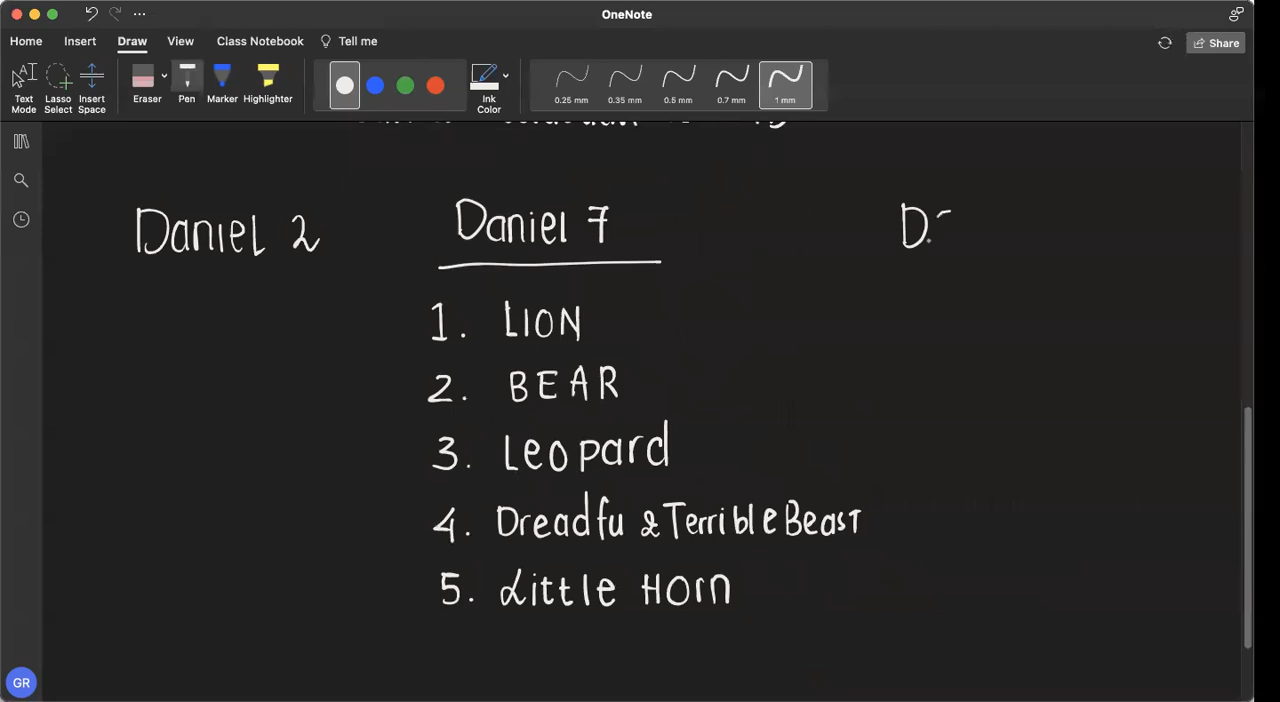 OneNote
Home Insert Draw View Class Notebook Tell me Share
Text Mode Lasso Select Insert Space Eraser Pen Marker Highlighter Ink Color 0.25 mm 0.35 mm 0.5 mm 0.7 mm 1 mm
Daniel 2 Daniel 7 D
1. LION
2. BEAR
3. Leopard
4. Dreadfu & Terrible Beast
5. Little Horn
GR